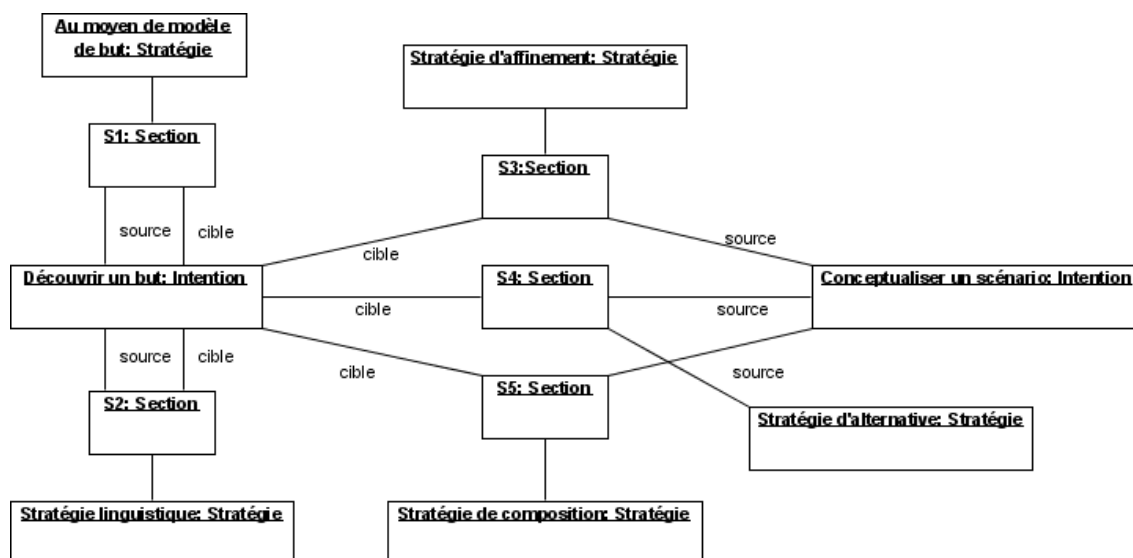 Au moyen de modèle
de but: Stratégie
Stratégie d'affinement: Stratégie
S1: Section
S3:Section
source
cible
cible
source
Découvrir un but: Intention
S4: Section
Conceptualiser un scénario: Intention
cible
source
source
cible
cible
source
S2: Section
S5: Section
Stratégie d'alternative: Stratégie
Stratégie linguistique: Stratégie
Stratégie de composition: Stratégie